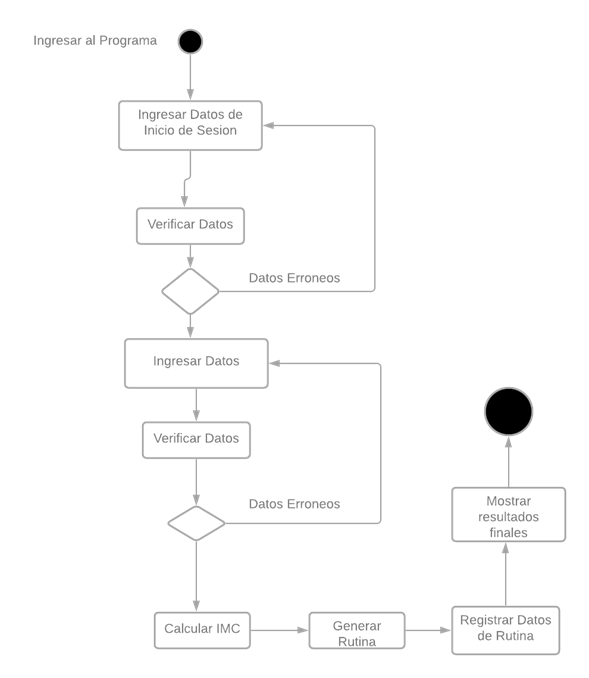 Ingresar al Programa
Ingresar Datos de
Inicio de Sesion
Verificar Datos
Datos Erroneos
Ingresar Datos
Verificar Datos
Datos Erroneos
Calcular IMC
Generar
Rutina
Registrar Datos
de Rutina
Mostrar
resultados
finales